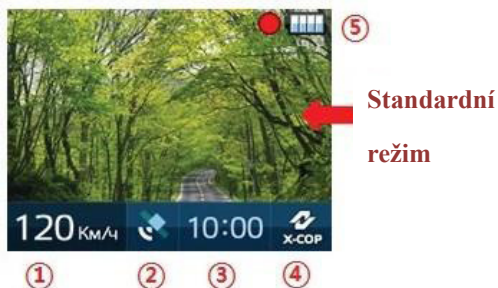 ⑤
Standardní
režim
120 Км/ч
10:00
X-COP
① ② ③ ④